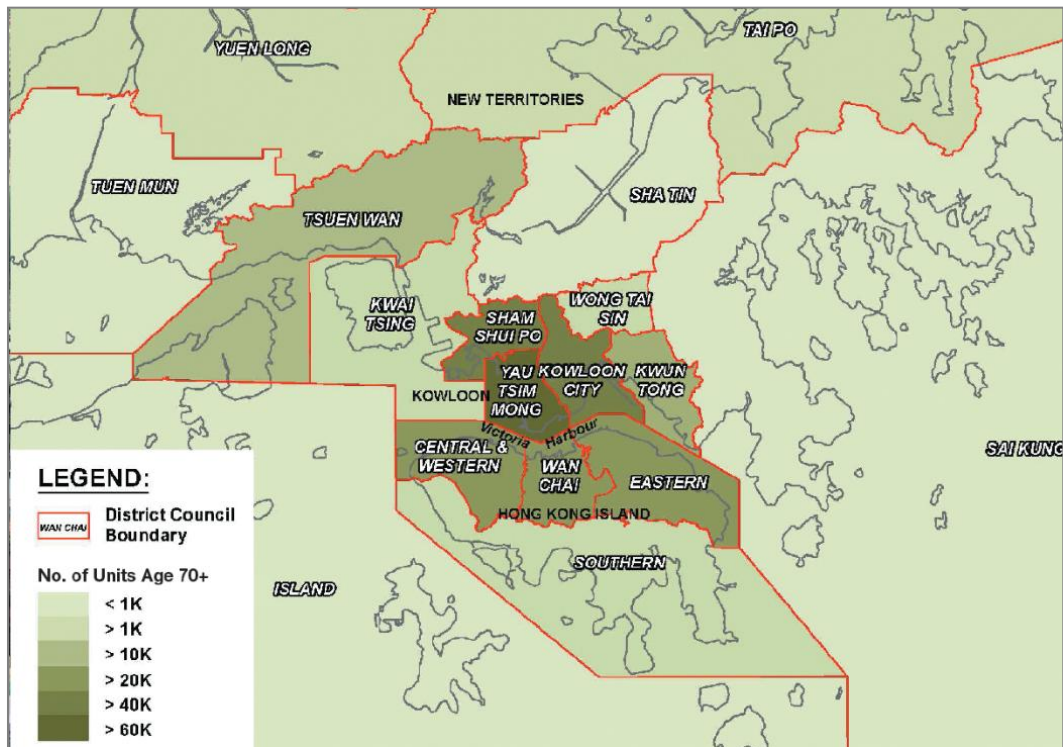 YUEN LONG
TAI PO
NEW TERRITORIES
TUEN MUN
SHA TIN
TSUEN WAN
KWAI
TSING
WONG TAI
SIN
SHAM
SHUI PO
YAU
TSIM
MONG
KOWLOON
CITY
KWUN
TONG
KOWLOON
Victoria Harbour
CENTRAL &
WESTERN
WAN
CHAI
EASTERN
SAI KUNG
HONG KONG ISLAND
SOUTHERN
ISLAND
LEGEND:
WAN CHAI
District Council
Boundary
No. of Units Age 70+
< 1K
> 1K
> 10K
> 20K
> 40K
> 60K